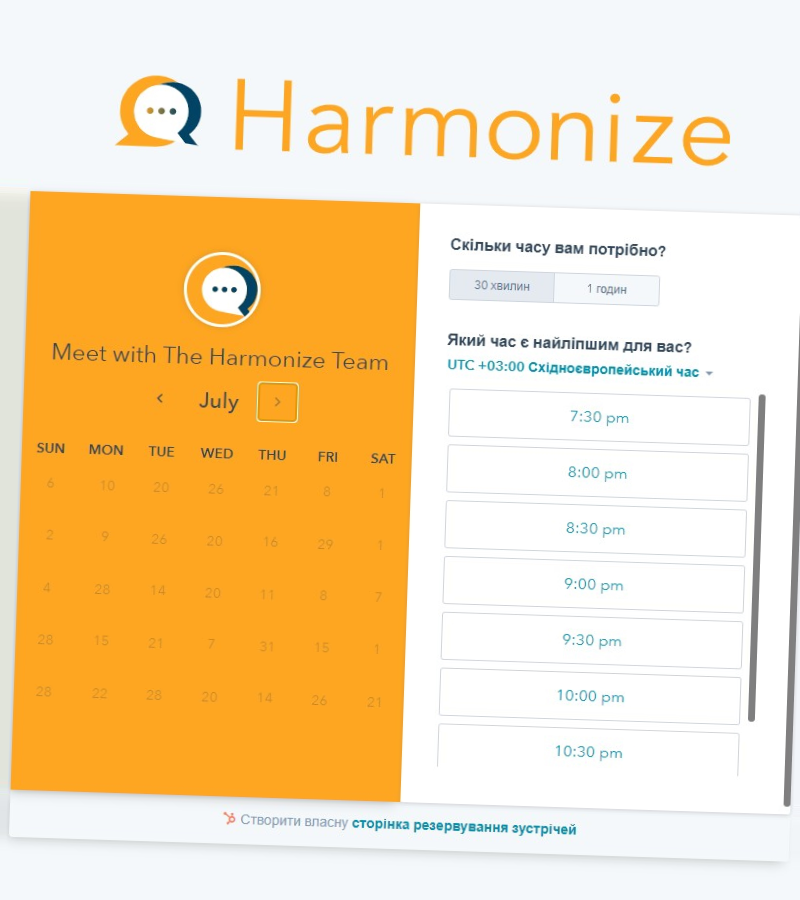 Harmonize
Meet with The Harmonize Team
July
SUN MON TUE WED THU FRI SAT
6 10 20 26 21 8 1
2 9 26 20 16 29 1
4 28 14 20 11 8 7
28 15 21 7 31 15 1
28 22 28 20 14 26 21
Скільки часу вам потрібно?
30 хвилин 1 годин
Який час є найліпшим для вас?
UTC +03:00 Східноєвропейський час
7:30 pm
8:00 pm
8:30 pm
9:00 pm
9:30 pm
10:00 pm
10:30 pm
Створити власну сторінка резервування зустрічей